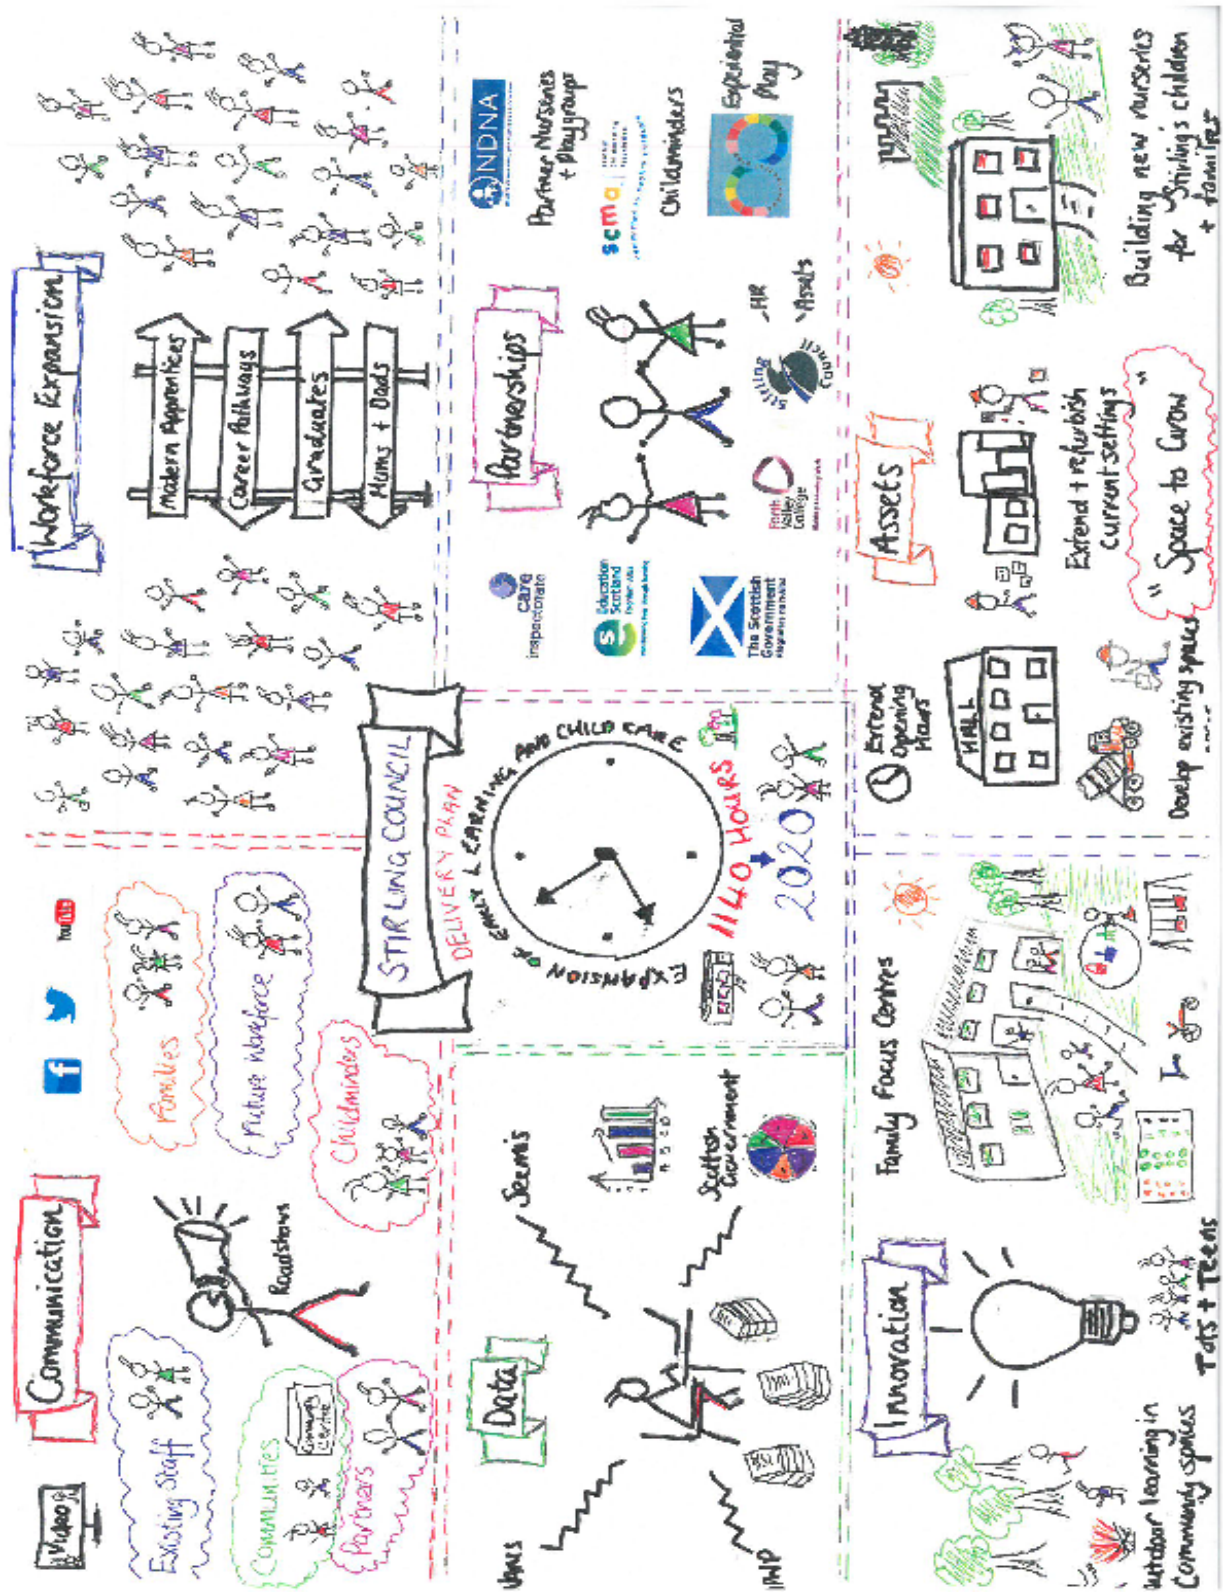 Communication
Video
Existing Staff
Communities
Community
Centre
Partners
Roadshows
Families
Future Workforce
Childminders
YouTube
Workforce Expansion
Modern Apprentices
Career Pathways
Graduates
Mums + Dads
STIRLING COUNCIL
DELIVERY PLAN
EARLY LEARNING AND CHILD CARE
EXPANSION
1140 HOURS
2020
Data
Seemis
Scottish
Government
Partnerships
care
inspectorate
Education
Scotland
The Scottish
Government
Forth
Valley
College
Stirling
Council
HR
Assets
NDNA
Partner Nurseries
+ Playgroups
scma
Childminders
Experiential
Play
Innovation
Outdoor learning in
Community spaces
Tots + Teens
Family Focus Centres
Assets
Extend
Opening
Hours
HALL
Develop existing spaces
Extend + refurbish
current settings
"Space to Grow"
Building new nurseries
for Stirling's children
+ families